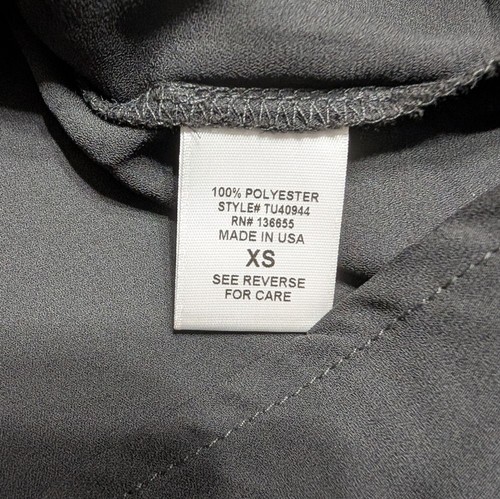 100% POLYESTER
STYLE# TU40944
RN# 136655
MADE IN USA
XS
SEE REVERSE
FOR CARE